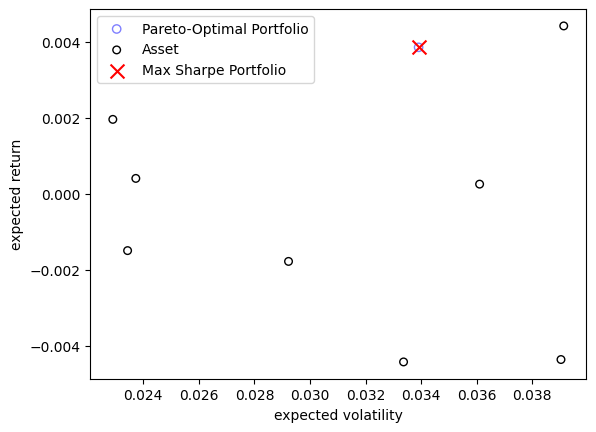 Pareto-Optimal Portfolio
Asset
Max Sharpe Portfolio
0.004
0.002
0.000
−0.002
−0.004
expected return
0.024 0.026 0.028 0.030 0.032 0.034 0.036 0.038
expected volatility